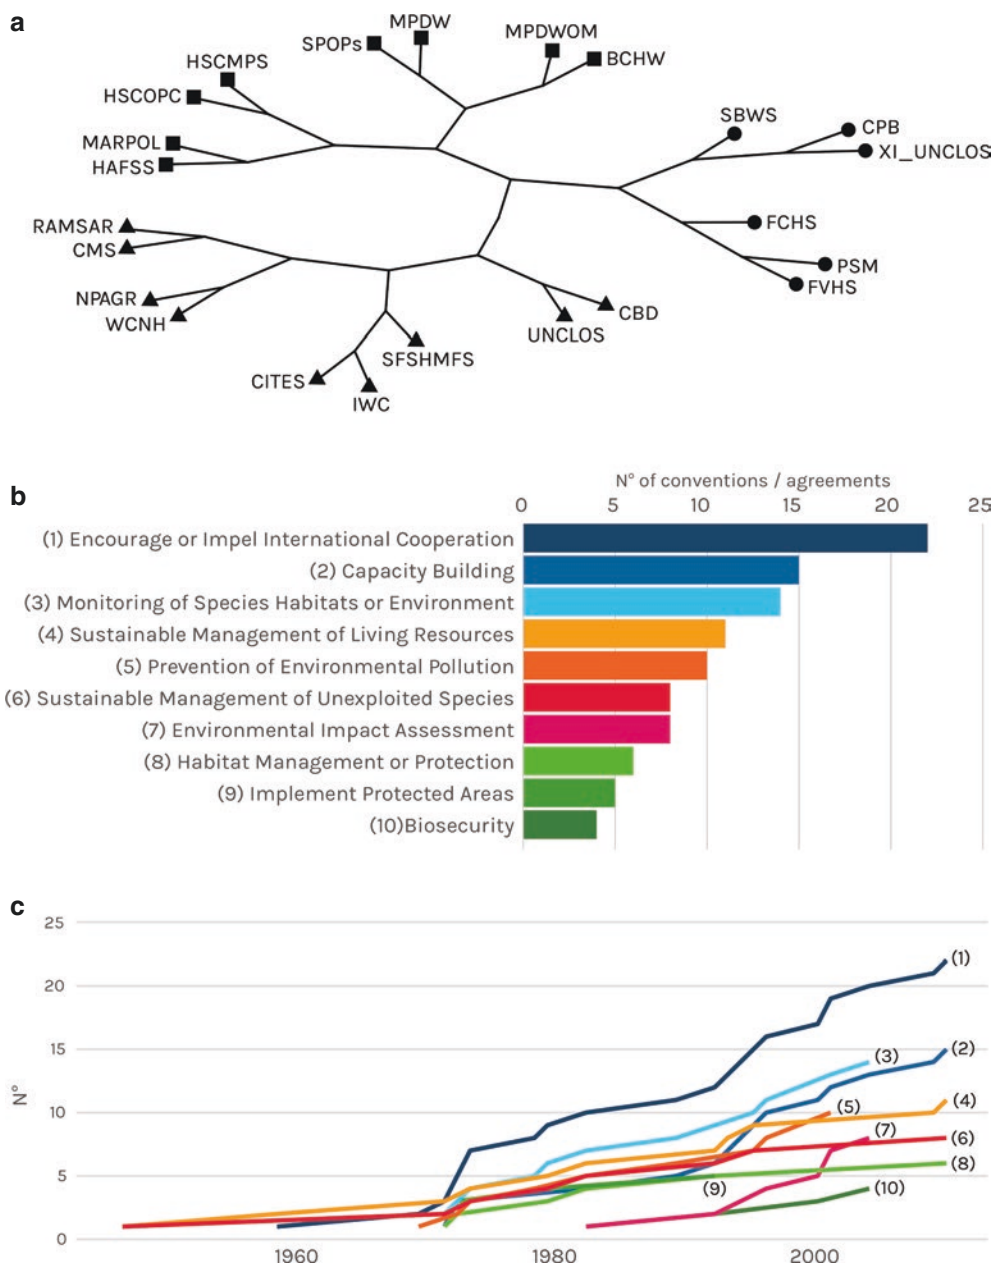 a
MPDW
SPOPs
MPDWOM
BCHW
HSCMPS
HSCOPC
MARPOL
HAFSS
SBWS
CPB
XI_UNCLOS
FCHS
PSM
FVHS
RAMSAR
CMS
NPAGR
WCNH
CBD
UNCLOS
SFSHMFS
CITES
IWC
b
N° of conventions / agreements
0 5 10 15 20 25
(1) Encourage or Impel International Cooperation
(2) Capacity Building
(3) Monitoring of Species Habitats or Environment
(4) Sustainable Management of Living Resources
(5) Prevention of Environmental Pollution
(6) Sustainable Management of Unexploited Species
(7) Environmental Impact Assessment
(8) Habitat Management or Protection
(9) Implement Protected Areas
(10)Biosecurity
c
25
20
15
10
5
0
N°
(1)
(2)
(3)
(4)
(5)
(6)
(7)
(8)
(9)
(10)
1960 1980 2000